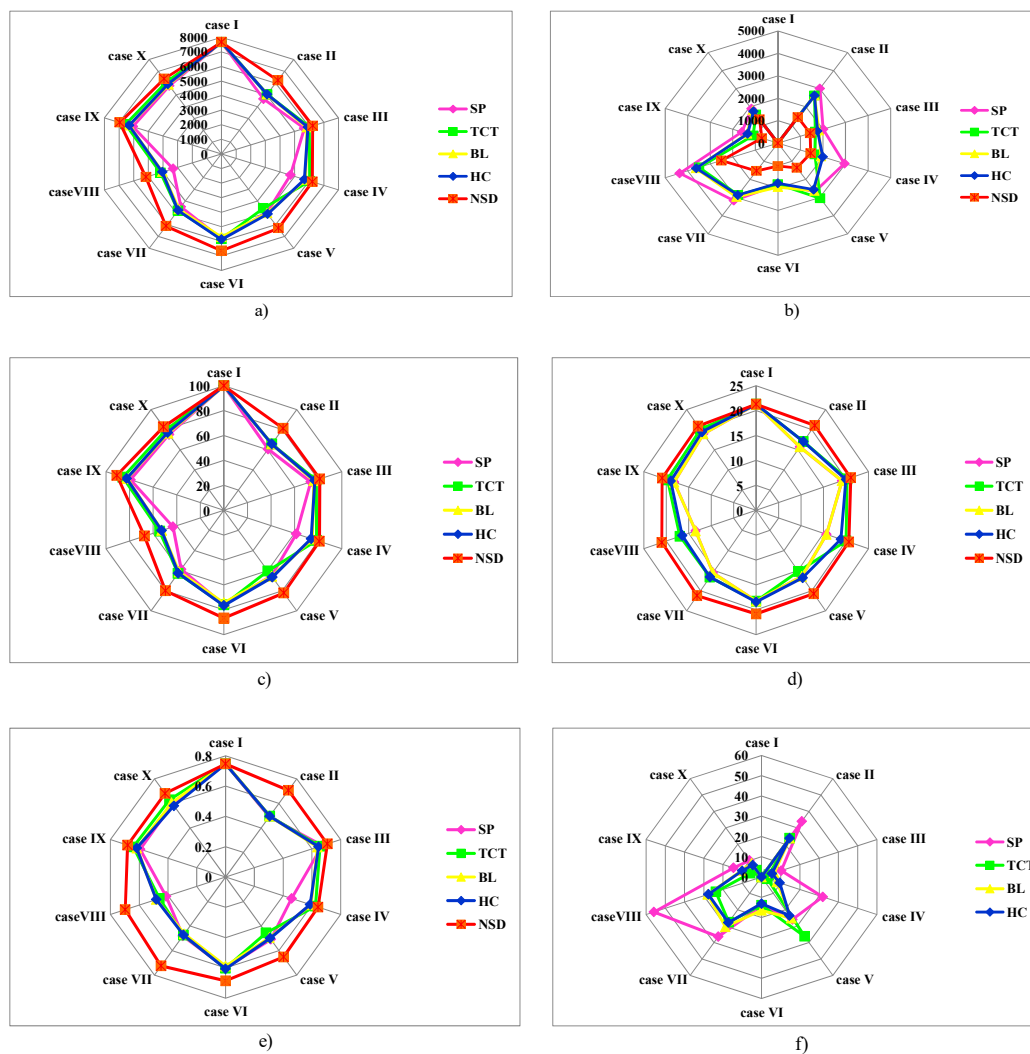 case I
8000
case X
case II
7000
6000
5000
4000
case IX
case III
3000
2000
1000
0
caseVIII
case IV
case VII
case V
case VI
SP
TCT
BL
HC
NSD
a)
case I
5000
case X
case II
4000
3000
2000
case IX
case III
1000
0
caseVIII
case IV
case VII
case V
case VI
SP
TCT
BL
HC
NSD
b)
case I
100
case X
case II
80
60
40
case IX
case III
20
0
caseVIII
case IV
case VII
case V
case VI
SP
TCT
BL
HC
NSD
c)
case I
25
case X
case II
20
15
10
case IX
case III
5
0
caseVIII
case IV
case VII
case V
case VI
SP
TCT
BL
HC
NSD
d)
case I
0.8
case X
case II
0.6
0.4
case IX
case III
0.2
0
caseVIII
case IV
case VII
case V
case VI
SP
TCT
BL
HC
NSD
e)
case I
60
case X
case II
50
40
30
20
case IX
case III
10
0
caseVIII
case IV
case VII
case V
case VI
SP
TCT
BL
HC
f)